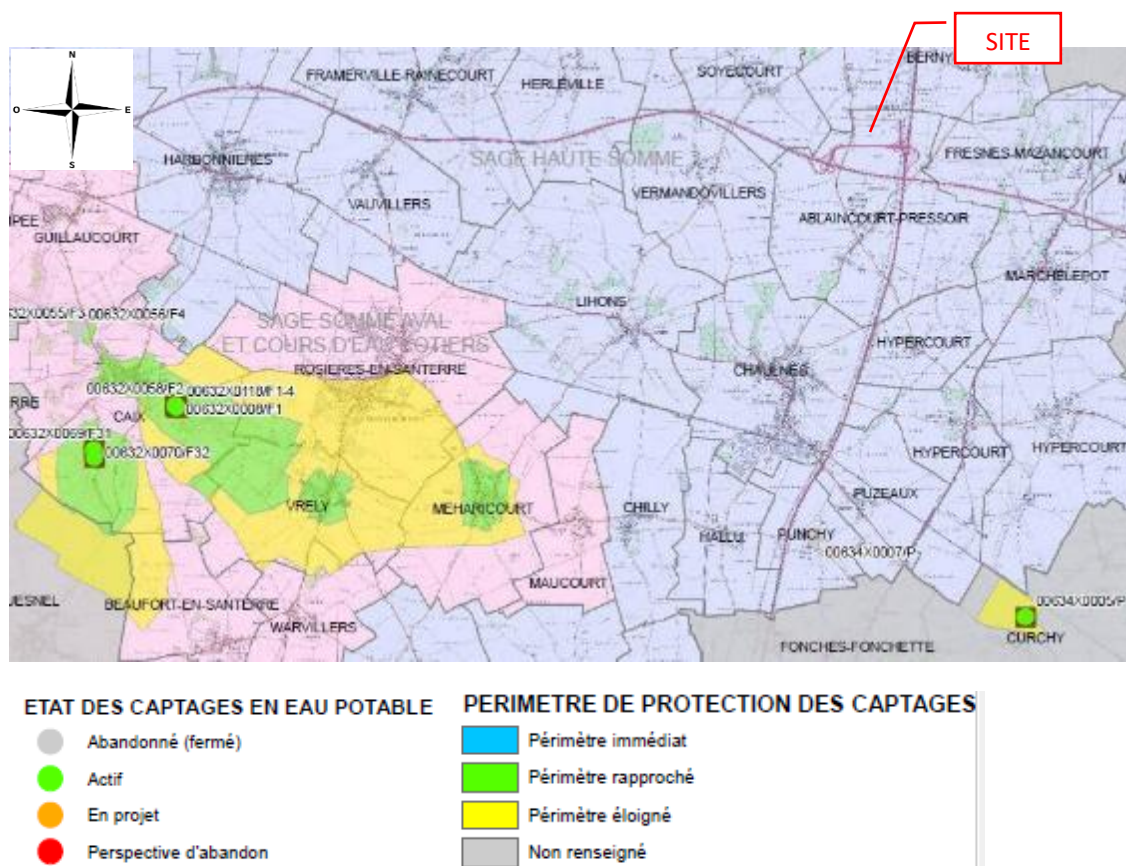 SITE
N
O
E
S
BERNY
FRAMERVILLE-RAINECOURT
HERLEVILLE
SOYECOURT
HARBONNIERES
SAGE HAUTE SOMME
FRESNES-MAZANCOURT
VERMANDOVILLERS
VAUVILLERS
ABLAINCOURT-PRESSOIR
GUILLAUCOURT
MARCHELEPOT
LIHONS
00632X0056/F4
SAGE SOMME AVAL
ET COURS D'EAU COTIERS
HYPERCOURT
ROSIERES-EN-SANTERRE
CHAULNES
00632X0058/F2
00632X0118/F1-4
00632X0008/F1
CAIX
00632X0069/F31
00632X0070/F32
HYPERCOURT
HYPERCOURT
PUZEAUX
VRELY
MEHARICOURT
CHILLY
HALLU
PUNCHY
00634X0007/P
MAUCOURT
BEAUFORT-EN-SANTERRE
00634X0005/P
WARVILLERS
CURCHY
FONCHES-FONCHETTE
ETAT DES CAPTAGES EN EAU POTABLE
Abandonné (fermé)
Actif
En projet
Perspective d'abandon
PERIMETRE DE PROTECTION DES CAPTAGES
Périmètre immédiat
Périmètre rapproché
Périmètre éloigné
Non renseigné